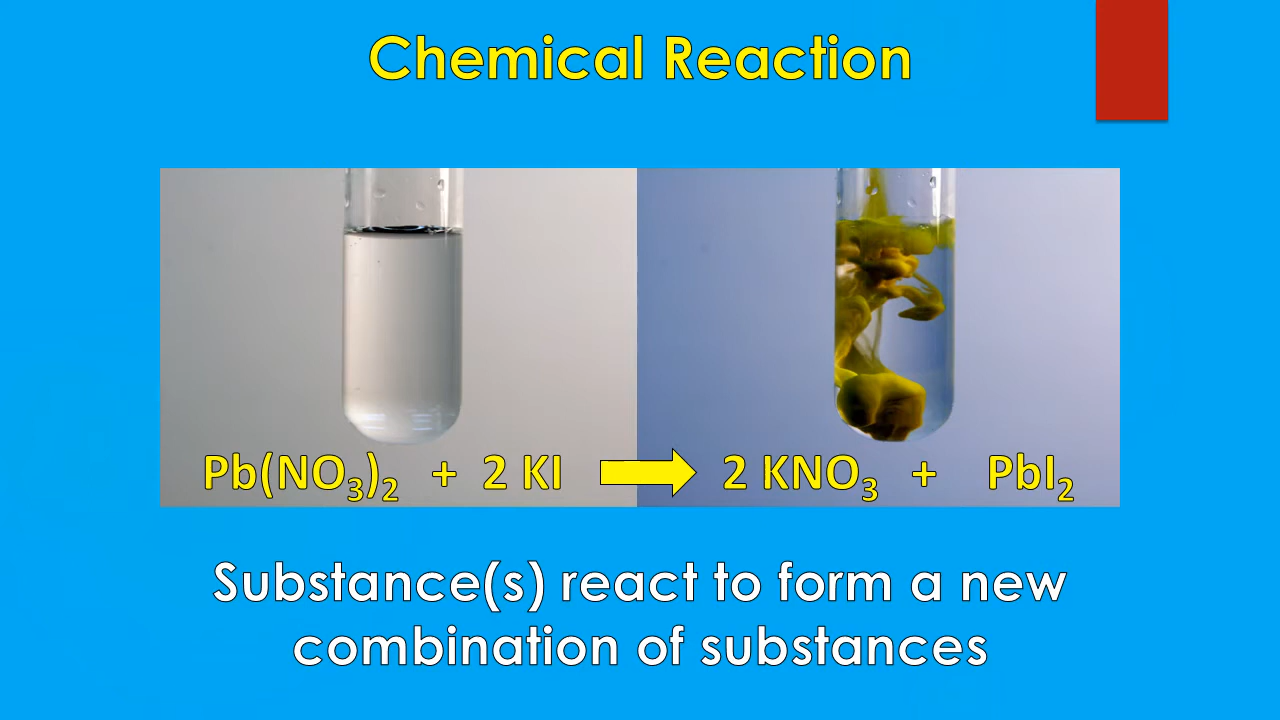 Chemical Reaction
Pb(NO₃)₂ + 2 KI 2 KNO₃ + PbI₂
Substance(s) react to form a new
combination of substances